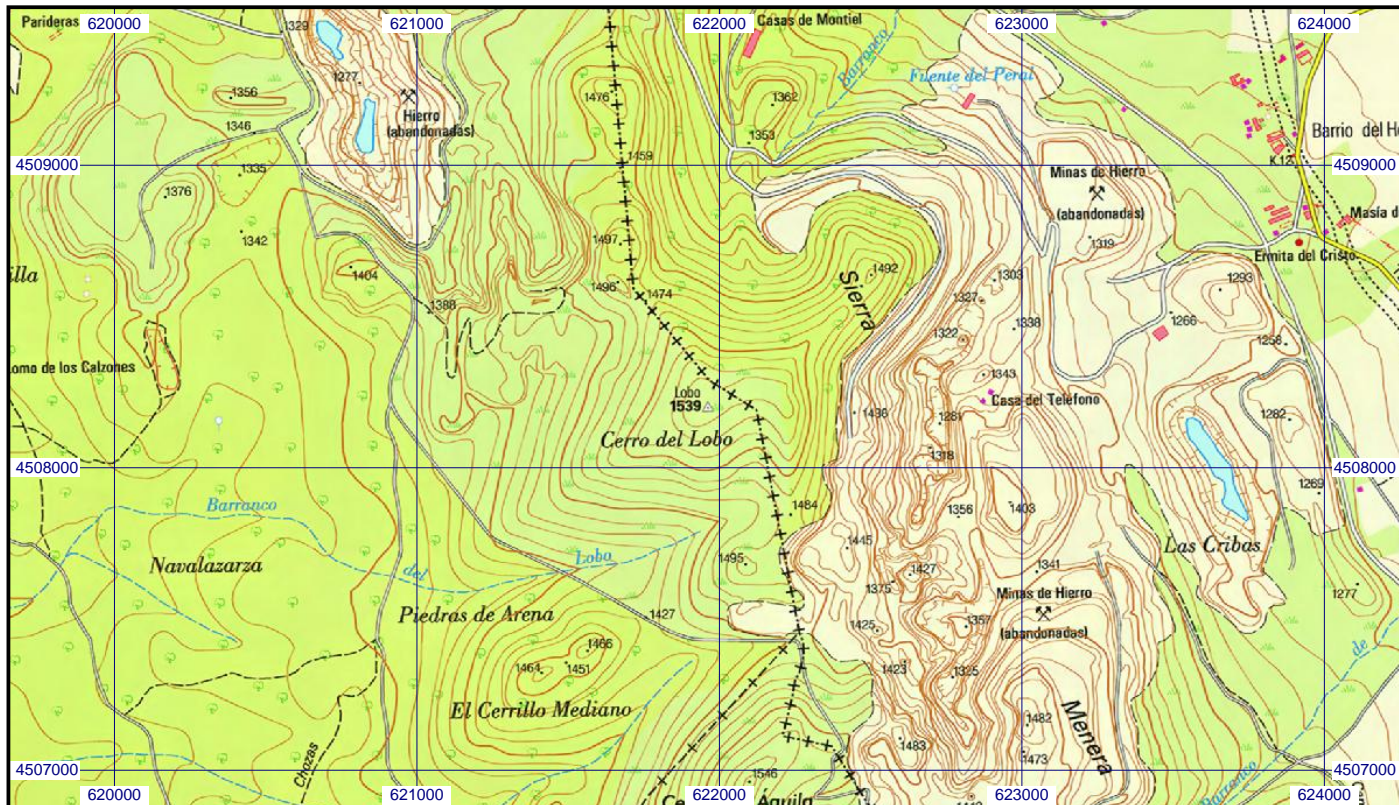 620000
621000
622000
623000
624000
Parideras
1329
Casas de Montiel
Barranco
Fuente del Peral
1277
1356
Hierro
(abandonadas)
1476
1362
1346
1353
Barrio del H
K.12
4509000
4509000
1335
1459
Minas de Hierro
(abandonadas)
1376
Masía d
1342
1497
1319
Ermita del Cristo
illa
1404
1492
Sierra
1303
1293
1496
1474
1327
1388
1266
1322
1338
1258
omo de los Calzones
1343
Lobo
1539
Casa del Teléfono
1436
1281
1282
Cerro del Lobo
1318
4508000
4508000
1269
Barranco
del
Lobo
1484
1356
1403
1445
Las Cribas
Navalazarza
1495
1427
1375
1341
1277
Piedras de Arena
1427
Minas de Hierro
(abandonadas)
1425
1357
1466
1464
1451
1423
1325
de
El Cerrillo Mediano
1482
Menera
1483
1473
Chozas
4507000
4507000
1546
Barranco
Ce
Águila
620000
621000
622000
623000
624000